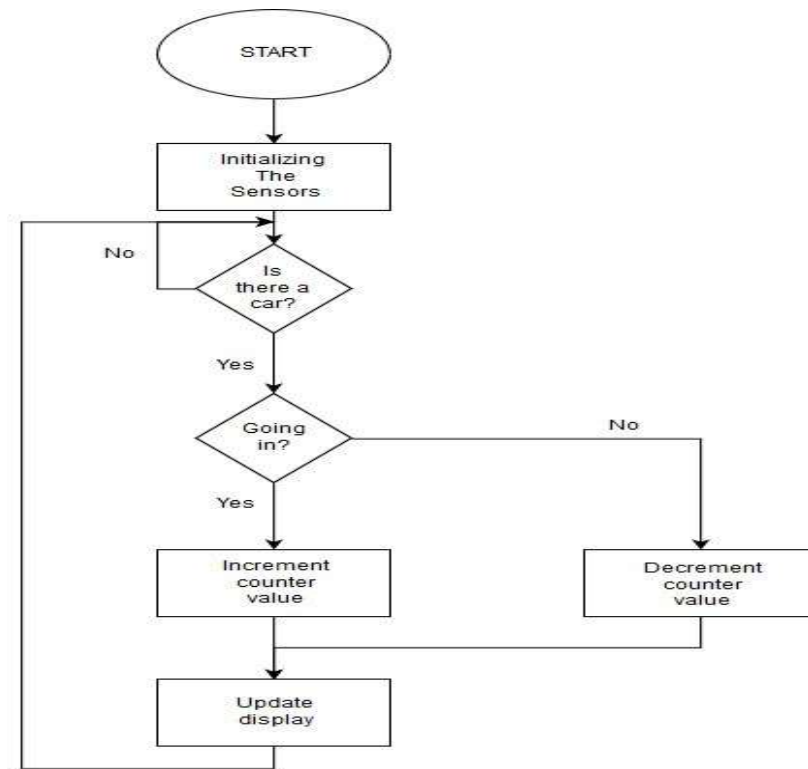 START
Initializing
The
Sensors
No
Is
there a
car?
Yes
Going
in?
No
Yes
Increment
counter
value
Decrement
counter
value
Update
display